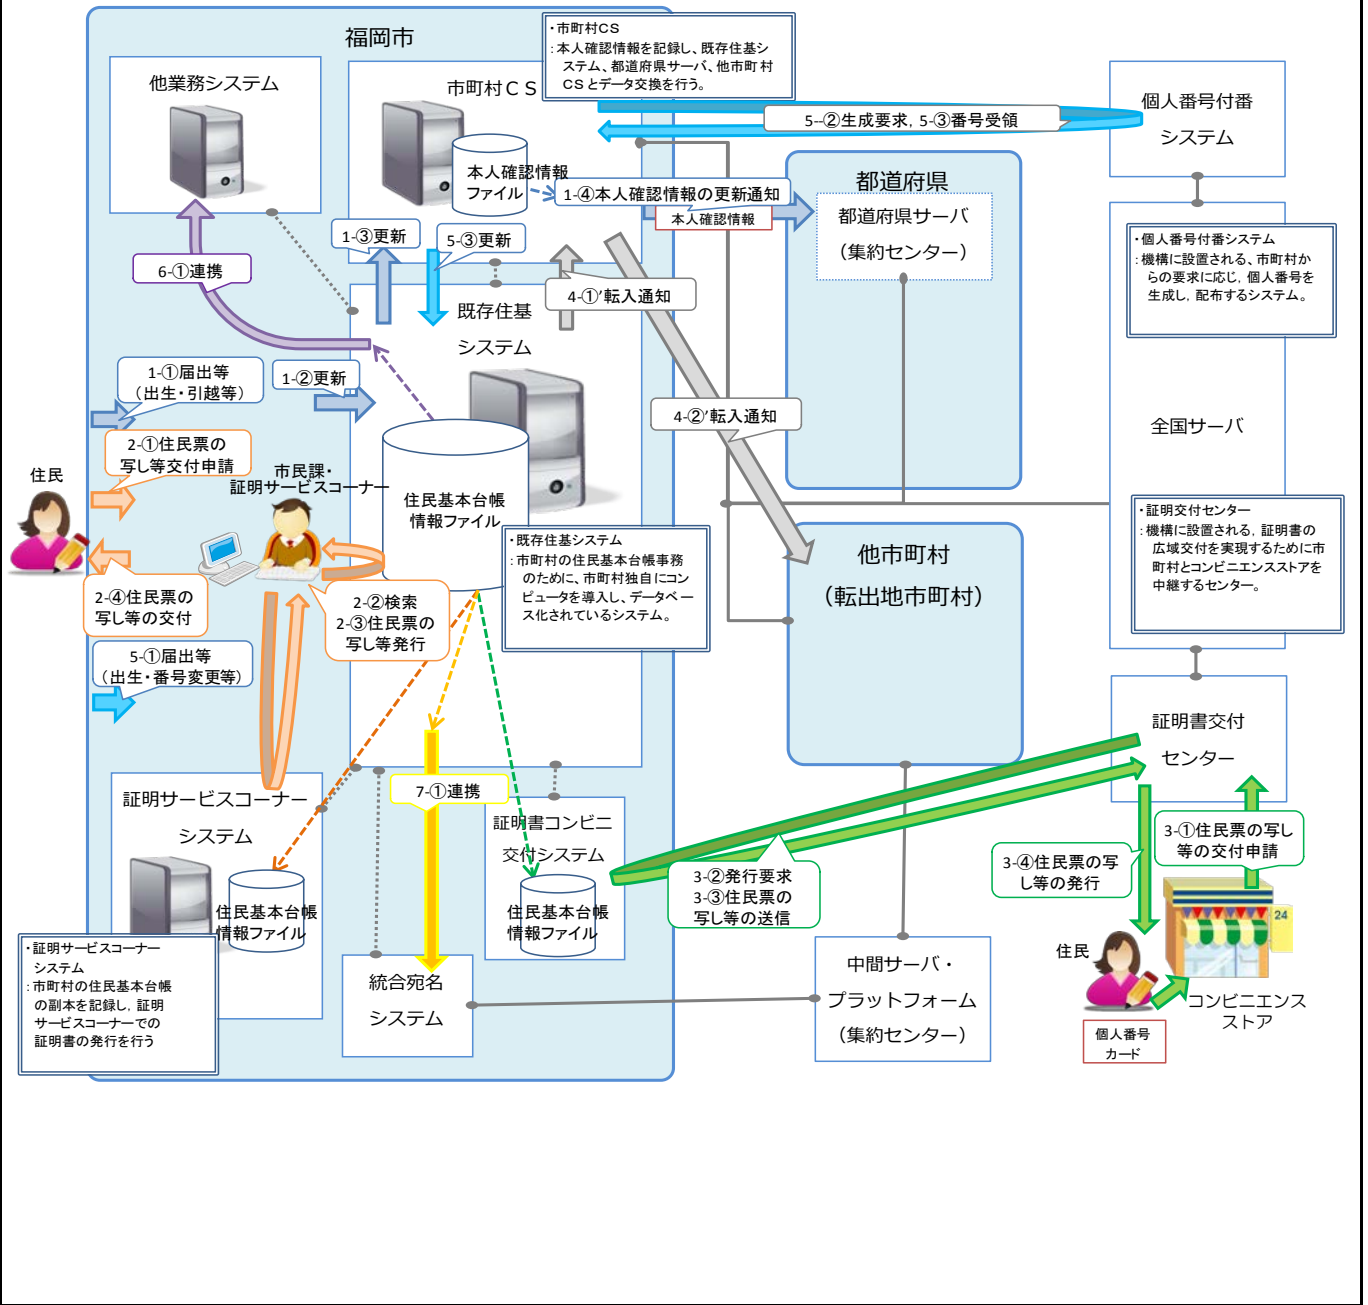 福岡市
・市町村CS
：本人確認情報を記録し、既存住基シ
ステム、都道府県サーバ、他市町村
CSとデータ交換を行う。
他業務システム
市町村CS
本人確認情報
ファイル
5-②生成要求，5-③番号受領
個人番号付番
システム
1-④本人確認情報の更新通知
本人確認情報
都道府県
都道府県サーバ
（集約センター）
・個人番号付番システム
：機構に設置される、市町村か
らの要求に応じ，個人番号を
生成し，配布するシステム。
1-③更新
5-③更新
6-①連携
4-①’転入通知
既存住基
システム
1-①届出等
（出生・引越等）
1-②更新
4-②’転入通知
全国サーバ
2-①住民票の
写し等交付申請
住民
市民課・
証明サービスコーナー
住民基本台帳
情報ファイル
・既存住基システム
：市町村の住民基本台帳事務
のために、市町村独自にコン
ピュータを導入し、データベー
ス化されているシステム。
・証明交付センター
：機構に設置される，証明書の
広域交付を実現するために市
町村とコンビニエンスストアを
中継するセンター。
他市町村
（転出地市町村）
2-④住民票の
写し等の交付
2-②検索
2-③住民票の
写し等発行
5-①届出等
（出生・番号変更等）
証明書交付
センター
7-①連携
証明サービスコーナー
システム
証明書コンビニ
交付システム
3-①住民票の写し
等の交付申請
3-②発行要求
3-③住民票の
写し等の送信
3-④住民票の写
し等の発行
住民基本台帳
情報ファイル
住民基本台帳
情報ファイル
24
・証明サービスコーナー
システム
：市町村の住民基本台帳
の副本を記録し，証明
サービスコーナーでの
証明書の発行を行う
統合宛名
システム
中間サーバ・
プラットフォーム
（集約センター）
住民
コンビニエンス
ストア
個人番号
カード